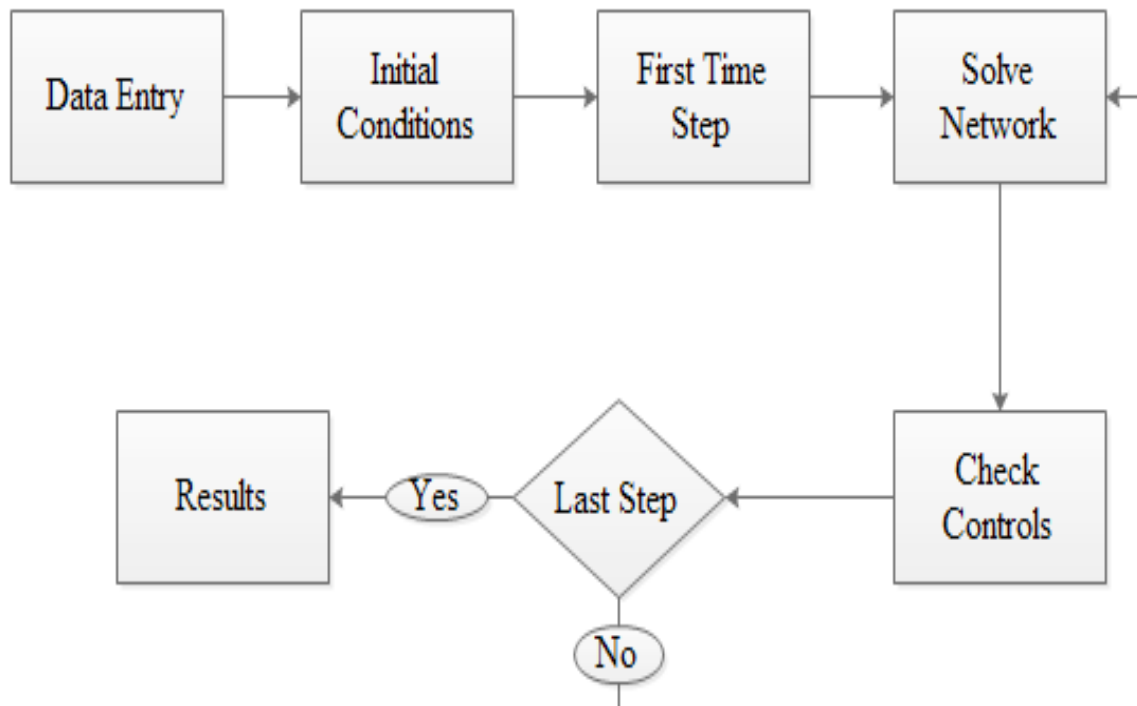 Data Entry
Initial
Conditions
First Time
Step
Solve
Network
Check
Controls
Last Step
Yes
Results
No